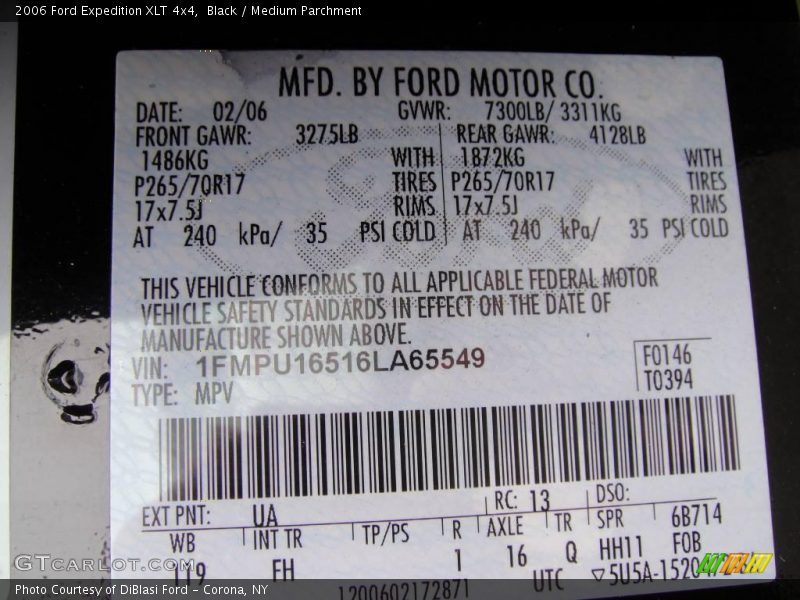 2006 Ford Expedition XLT 4x4, Black / Medium Parchment
MFD. BY FORD MOTOR CO.
DATE: 02/06 GVWR: 7300LB/ 3311KG
FRONT GAWR: 3275LB REAR GAWR: 4128LB
1486KG WITH 1872KG WITH
P265/70R17 TIRES P265/70R17 TIRES
17x7.5J RIMS 17x7.5J RIMS
AT 240 kPa/ 35 PSI COLD AT 240 kPa/ 35 PSI COLD
THIS VEHICLE CONFORMS TO ALL APPLICABLE FEDERAL MOTOR
VEHICLE SAFETY STANDARDS IN EFFECT ON THE DATE OF
MANUFACTURE SHOWN ABOVE.
VIN: 1FMPU16516LA65549 F0146
TYPE: MPV T0394
EXT PNT: UA RC: 13 DSO:
WB INT TR TP/PS R AXLE TR SPR 6B714
119 FH 1 16 Q HH11 F0B
1200602172871 UTC ▽5U5A-1520
GTcarlot.com
Photo Courtesy of DiBlasi Ford - Corona, NY